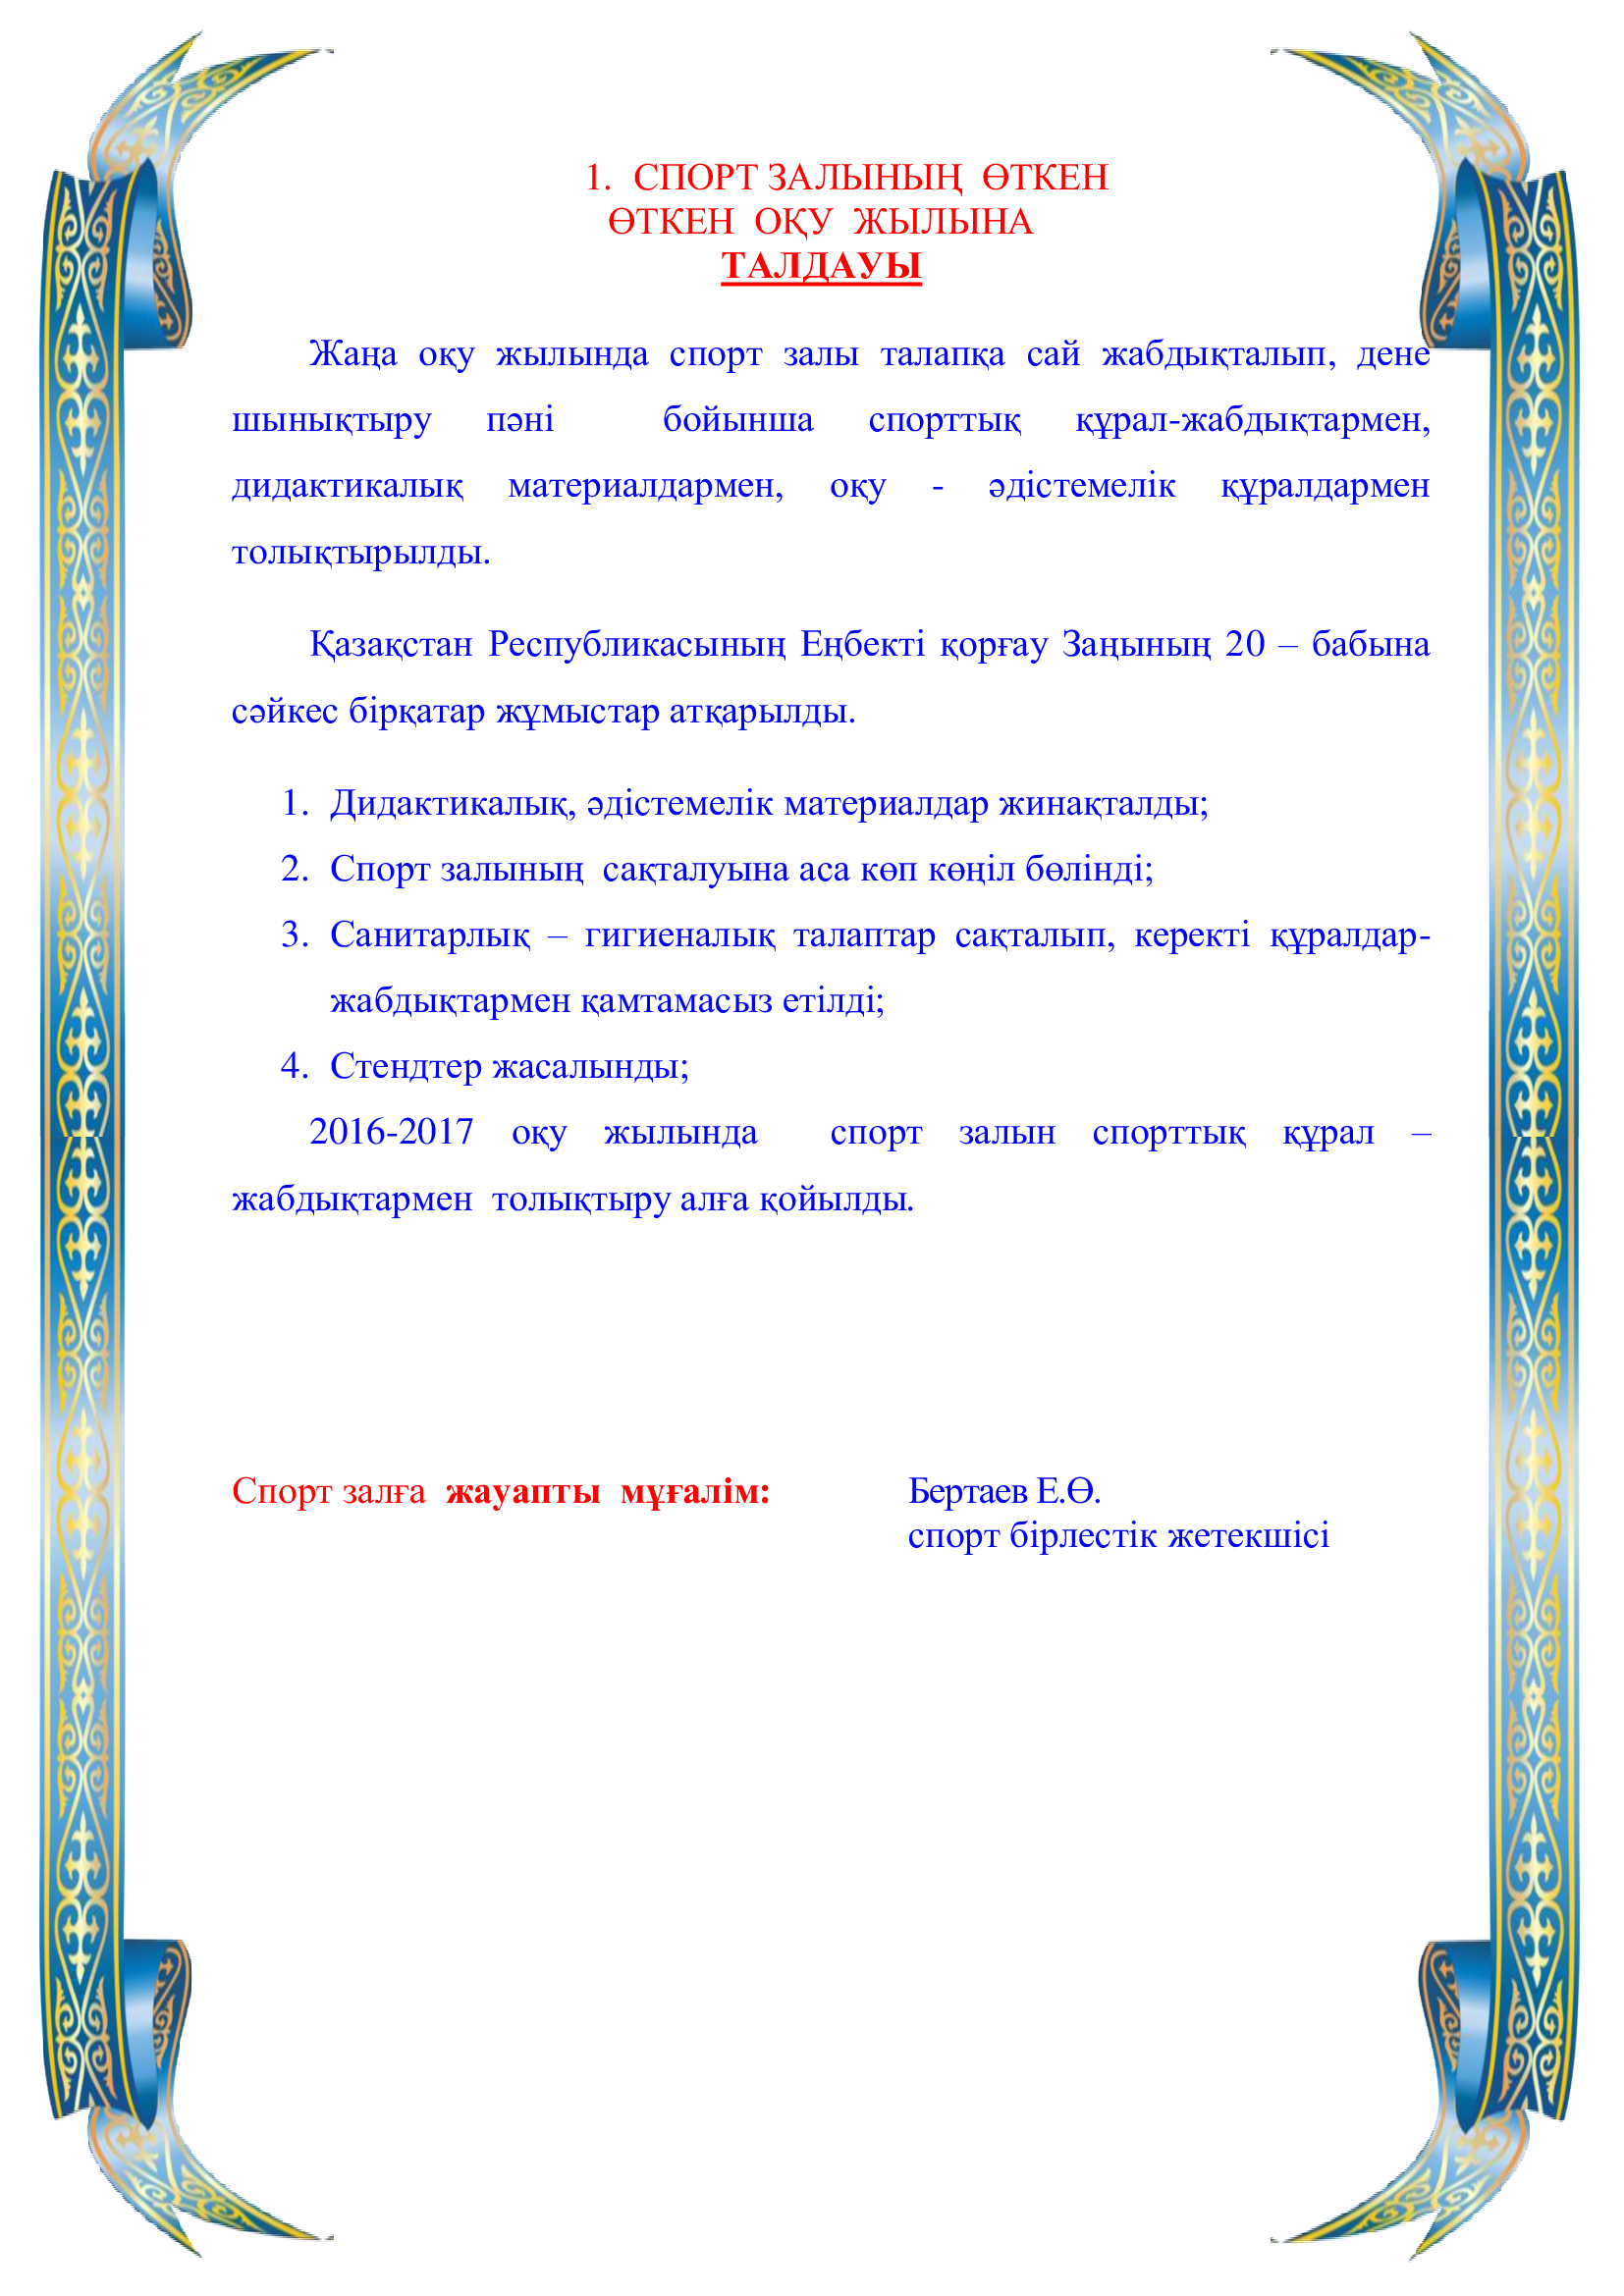 1. СПОРТ ЗАЛЫНЫҢ ӨТКЕН
ӨТКЕН ОҚУ ЖЫЛЫНА
ТАЛДАУЫ
Жаңа оқу жылында спорт залы талапқа сай жабдықталып, дене
шынықтыру пәні бойынша спорттық құрал-жабдықтармен,
дидактикалық материалдармен, оқу - әдістемелік құралдармен
толықтырылды.
Қазақстан Республикасының Еңбекті қорғау Заңының 20 – бабына
сәйкес бірқатар жұмыстар атқарылды.
1. Дидактикалық, әдістемелік материалдар жинақталды;
2. Спорт залының сақталуына аса көп көңіл бөлінді;
3. Санитарлық – гигиеналық талаптар сақталып, керекті құралдар-
жабдықтармен қамтамасыз етілді;
4. Стендтер жасалынды;
2016-2017 оқу жылында спорт залын спорттық құрал –
жабдықтармен толықтыру алға қойылды.
Спорт залға жауапты мұғалім: Бертаев Е.Ө.
спорт бірлестік жетекшісі